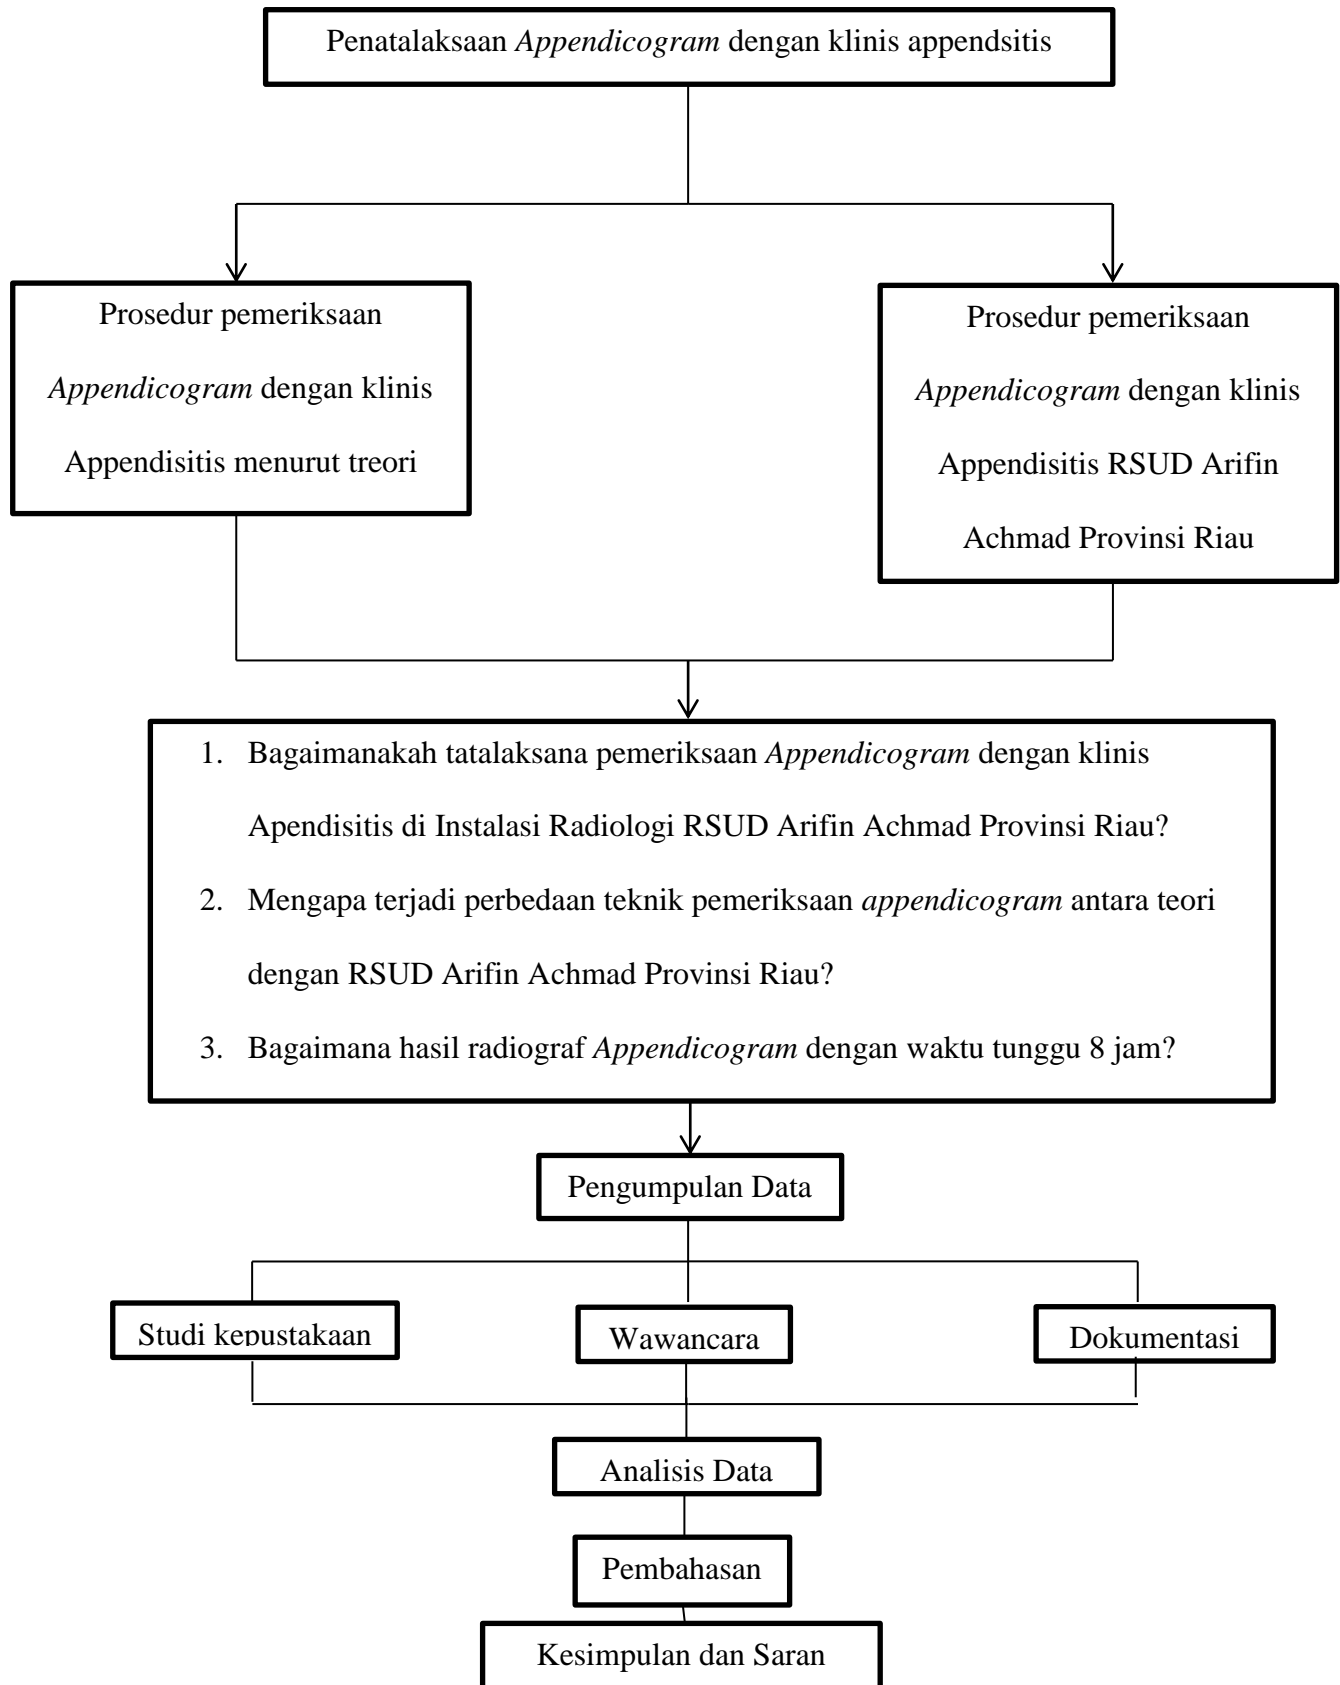 Penatalaksaan Appendicogram dengan klinis appendsitis
Prosedur pemeriksaan
Appendicogram dengan klinis
Appendisitis menurut treori
Prosedur pemeriksaan
Appendicogram dengan klinis
Appendisitis RSUD Arifin
Achmad Provinsi Riau
1. Bagaimanakah tatalaksana pemeriksaan Appendicogram dengan klinis
Apendisitis di Instalasi Radiologi RSUD Arifin Achmad Provinsi Riau?
2. Mengapa terjadi perbedaan teknik pemeriksaan appendicogram antara teori
dengan RSUD Arifin Achmad Provinsi Riau?
3. Bagaimana hasil radiograf Appendicogram dengan waktu tunggu 8 jam?
Pengumpulan Data
Studi kepustakaan
Wawancara
Dokumentasi
Analisis Data
Pembahasan
Kesimpulan dan Saran